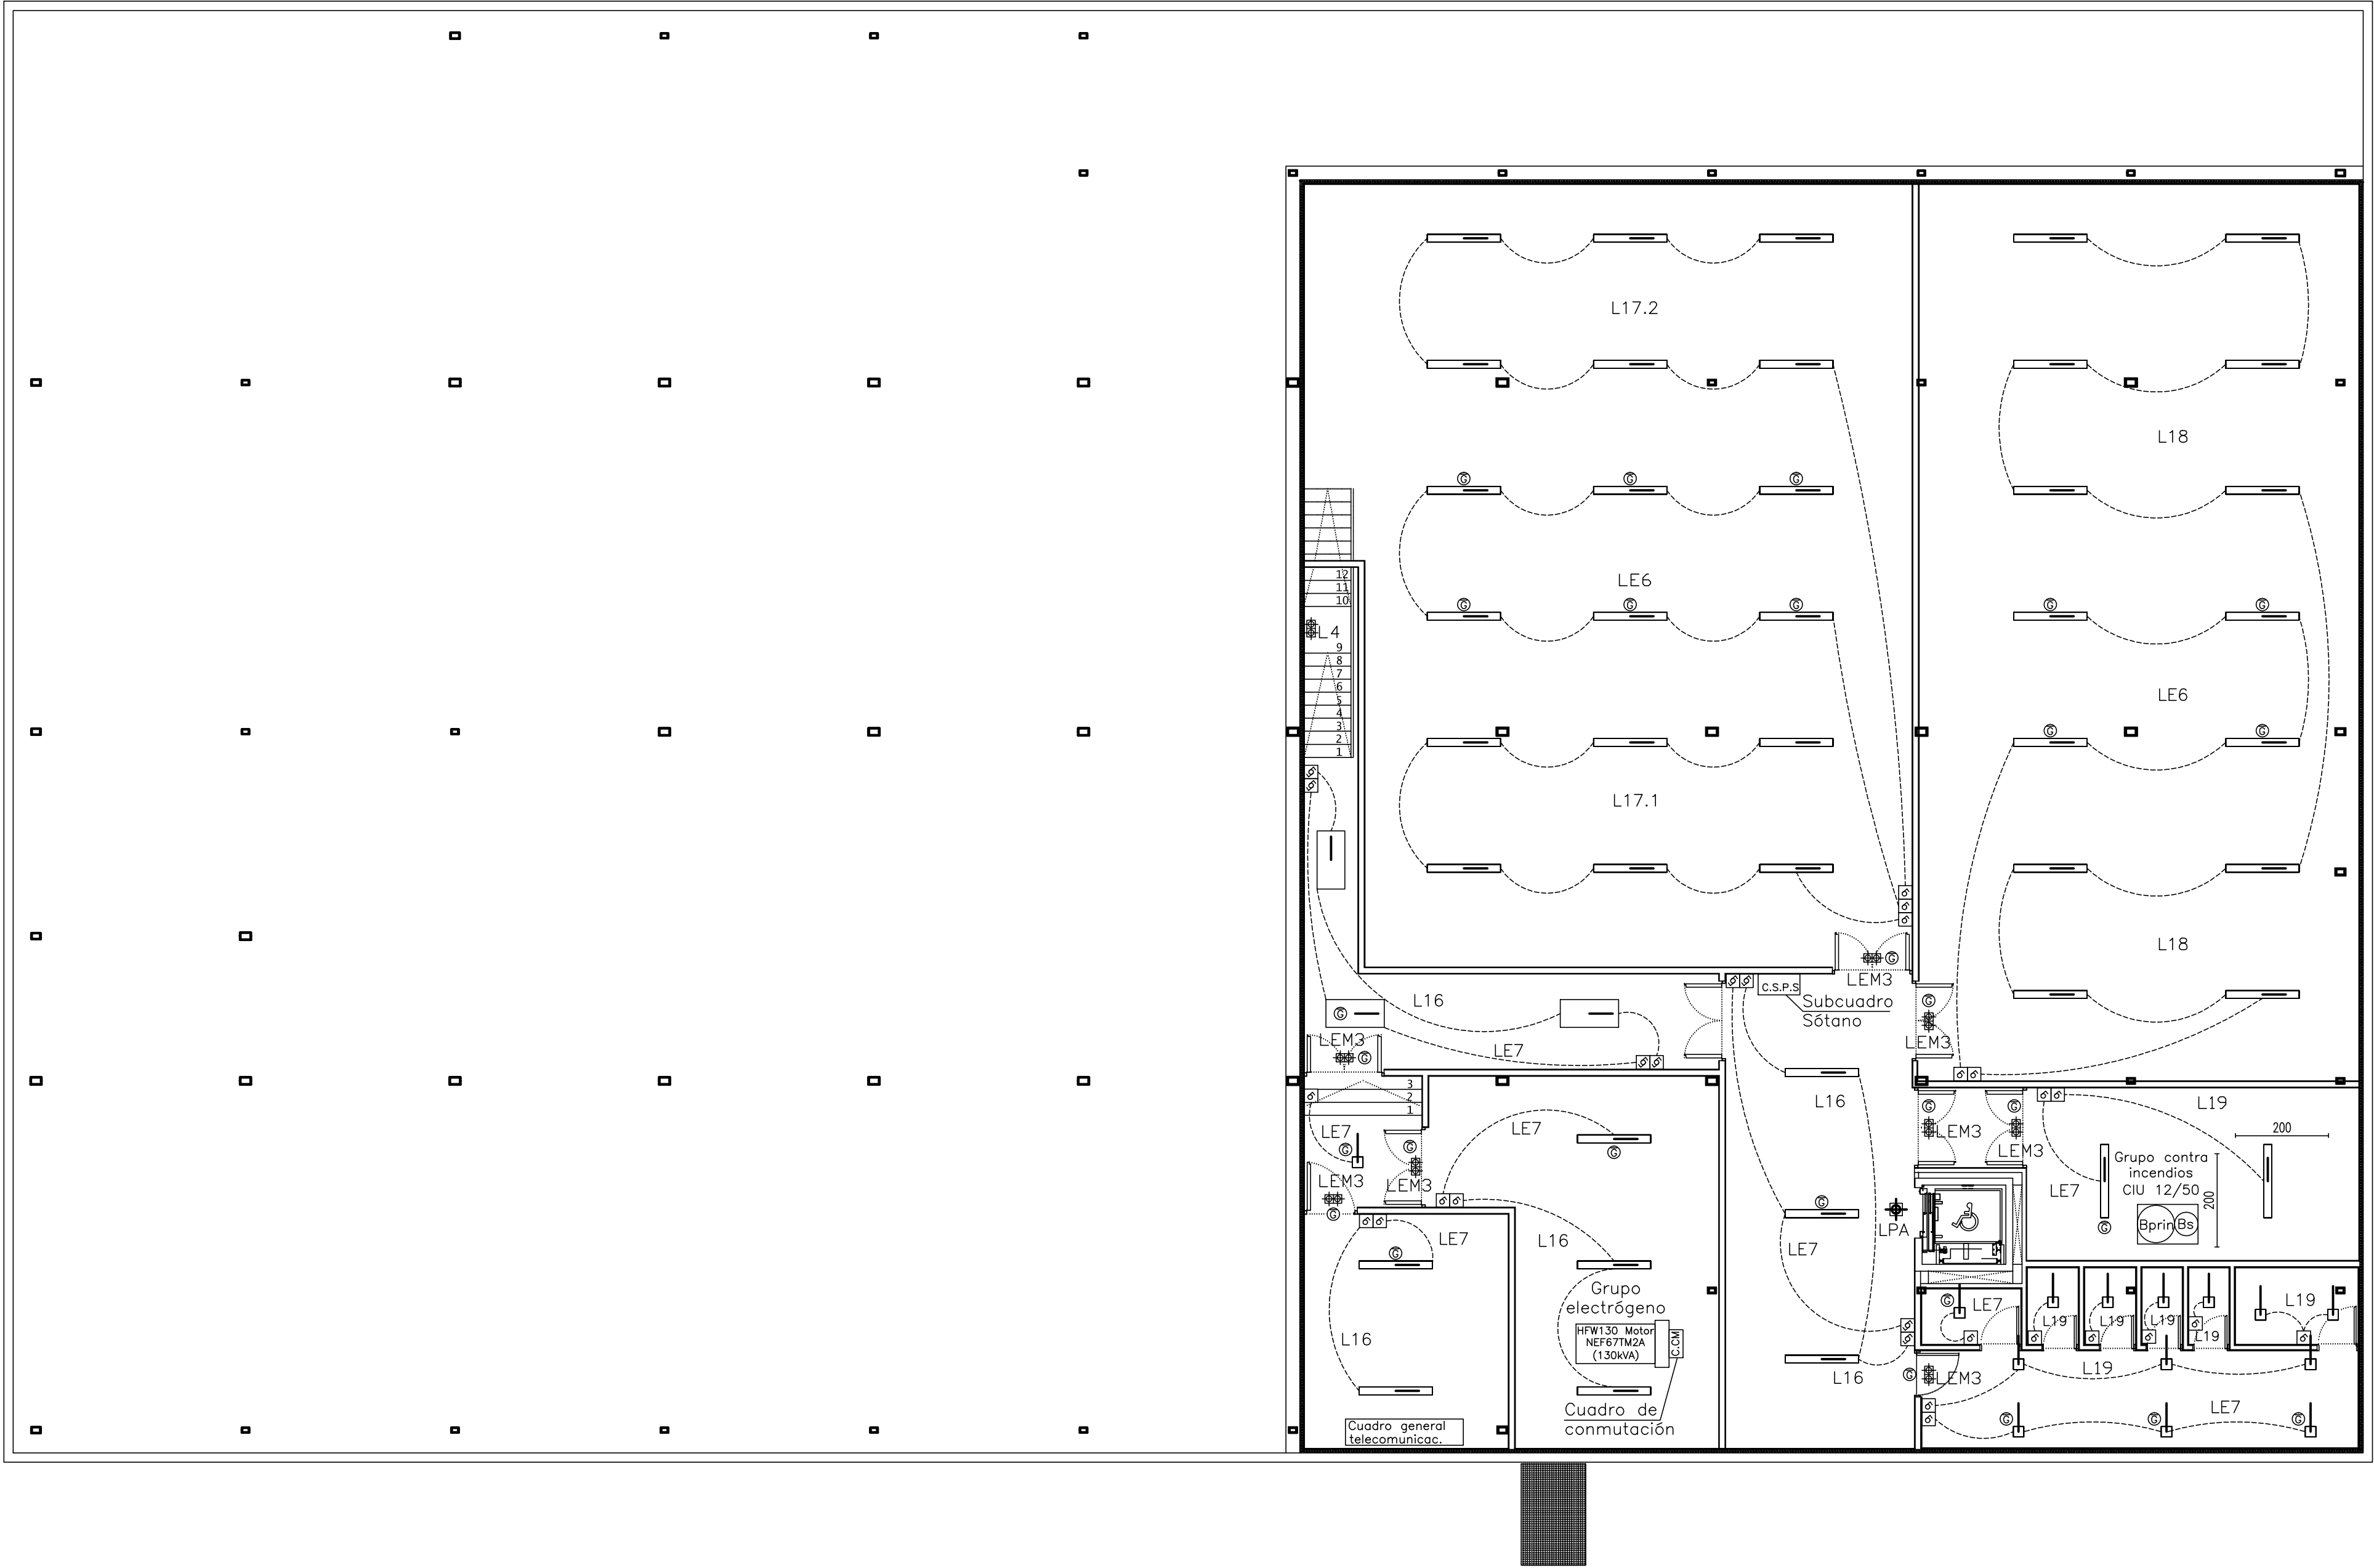 L17.2
L18
G G G
LE6
G G G
G G
12
11
10
L4
9
8
7
6
5
4
3
2
1
LE6
G G
L17.1
L18
G
LEM3
C.S.P.S
Subcuadro
Sótano
G
LEM3
L16
G
LEM3
G
LE7
3
2
1
LE7
G
G
LEM3
LEM3
G
LE7
G
L16
G
LEM3
G
LEM3
L19
200
Grupo contra
incendios
CIU 12/50
200
Bprin
Bs
LE7
G
G
LPA
LE7
G
LE7
L16
L16
Grupo
electrógeno
HFW130 Motor
NEF67TM2A
(130kVA)
C.CM
Cuadro de
conmutación
Cuadro general
telecomunicac.
G
LE7
L19
L19
L19
L19
L19
L16
G
LEM3
L19
LE7
G G G